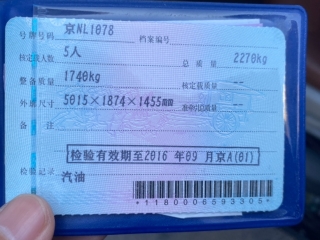 号牌号码 京NL1078 档案编号
核定载人数 5人 总质量 2270kg
整备质量 1740kg 核定载质量 --
外廓尺寸 5015×1874×1455mm 准牵引总质量 --
备注
检验有效期至2016 年09 月京A(01)
检验记录 汽油
*1180006593305*